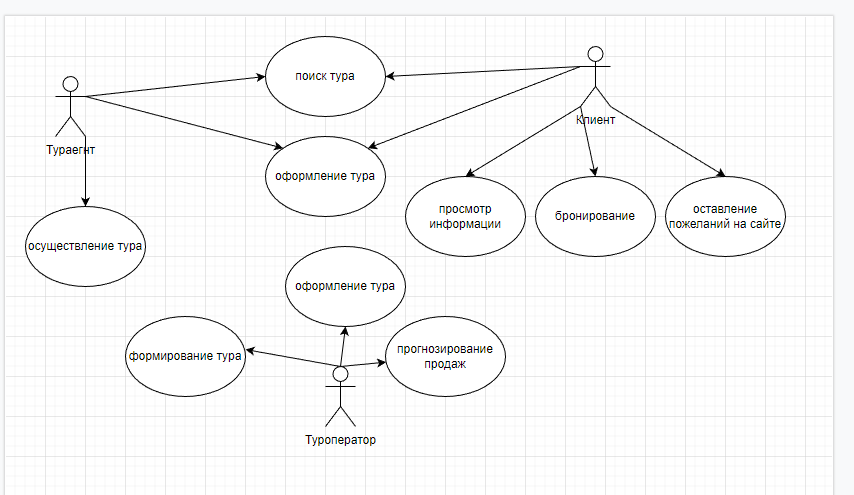 поиск тура
Клиент
Тураегнт
оформление тура
просмотр
информации
бронирование
оставление
пожеланий на сайте
осуществление тура
оформление тура
формирование тура
прогнозирование
продаж
Туроператор